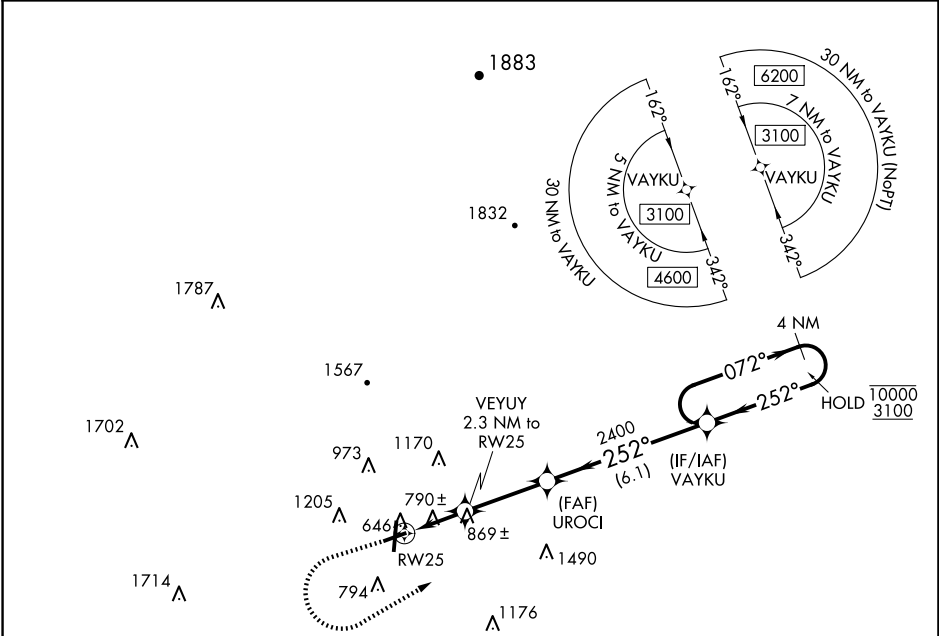 1883
30 NM to VAYKU (NoPT)
6200
7 NM to VAYKU
3100
162°
VAYKU
342°
162°
30 NM to VAYKU
5 NM to VAYKU
VAYKU
3100
4600
342°
1832
1787
1567
4 NM
072°
252°
HOLD
10000
3100
VEYUY
2.3 NM to
RW25
2400
252°
(6.1)
(IF/IAF)
VAYKU
1702
973
1170
(FAF)
UROCI
1205
646
790±
869±
RW25
1490
1714
794
1176